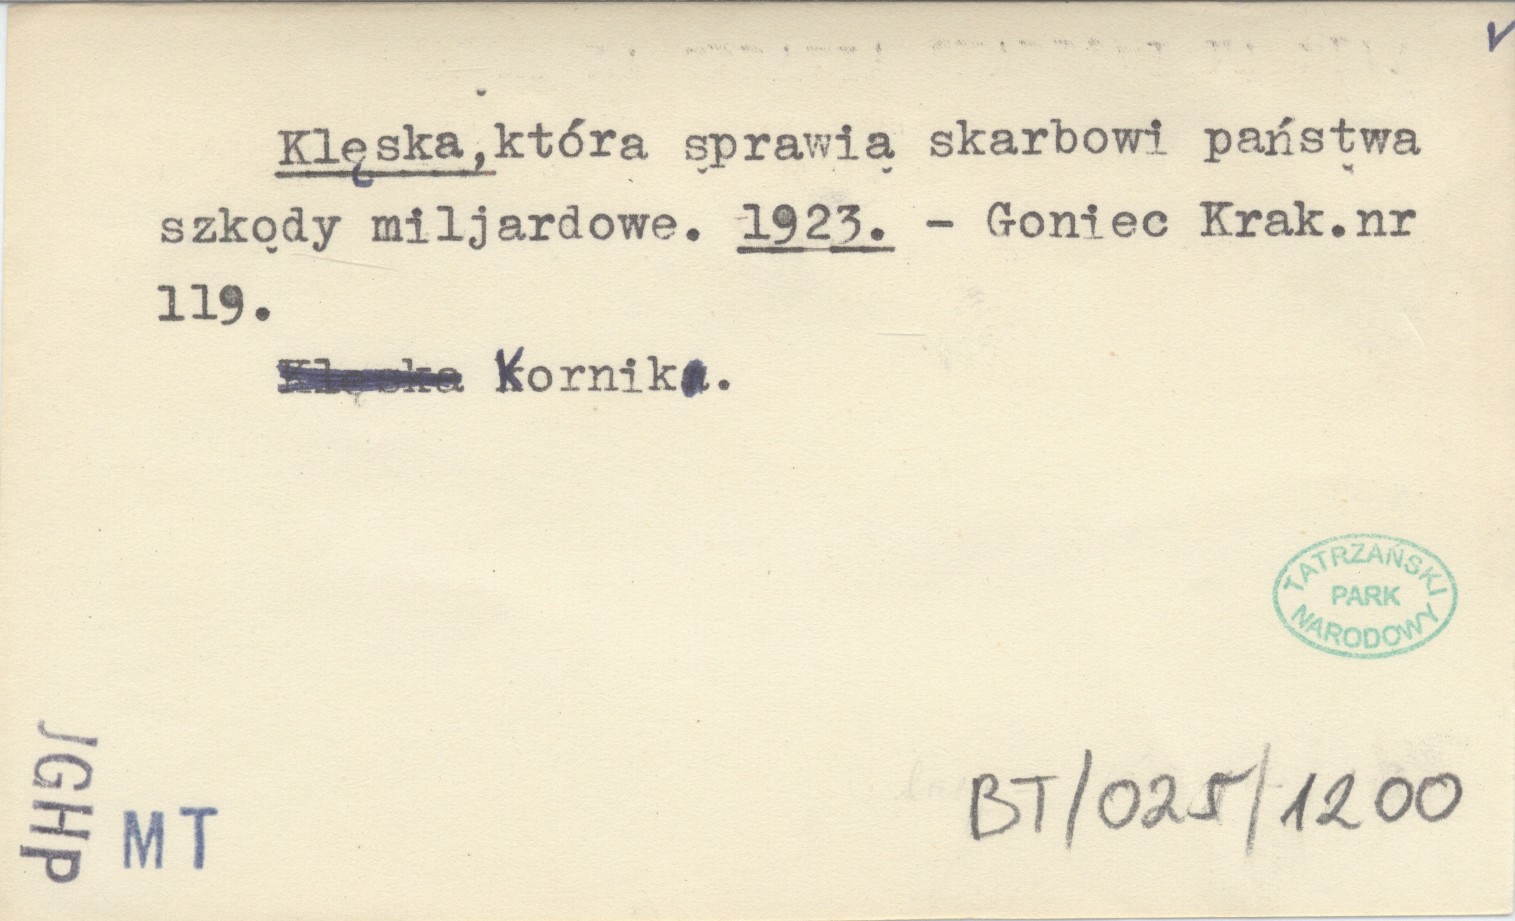 Klęska,która sprawia skarbowi państwa
szkody miljardowe. 1923. - Goniec Krak.nr
119.
Klęska Kornik.
TATRZAŃSKI
PARK
NARODOWY
JGHP
MT
BT/025/1200